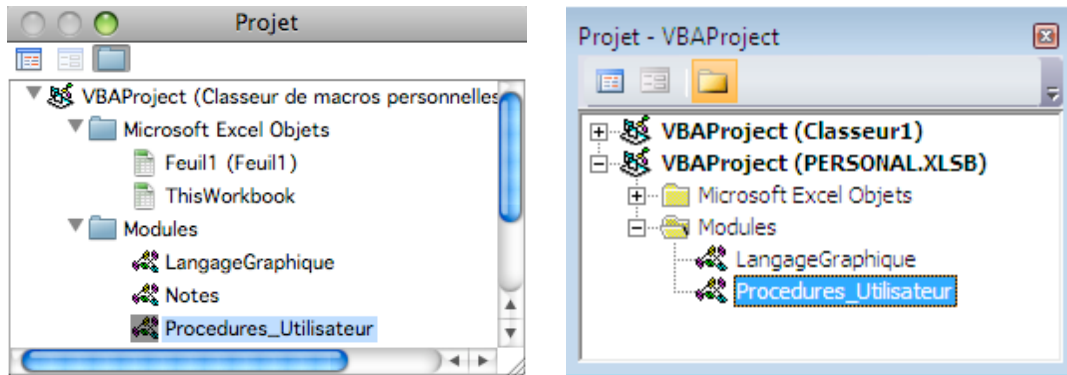 Projet
VBAProject (Classeur de macros personnelles
Microsoft Excel Objets
Feuil1 (Feuil1)
ThisWorkbook
Modules
LangageGraphique
Notes
Procedures_Utilisateur
Projet - VBAProject
VBAProject (Classeur1)
VBAProject (PERSONAL.XLSB)
Microsoft Excel Objets
Modules
LangageGraphique
Procedures_Utilisateur